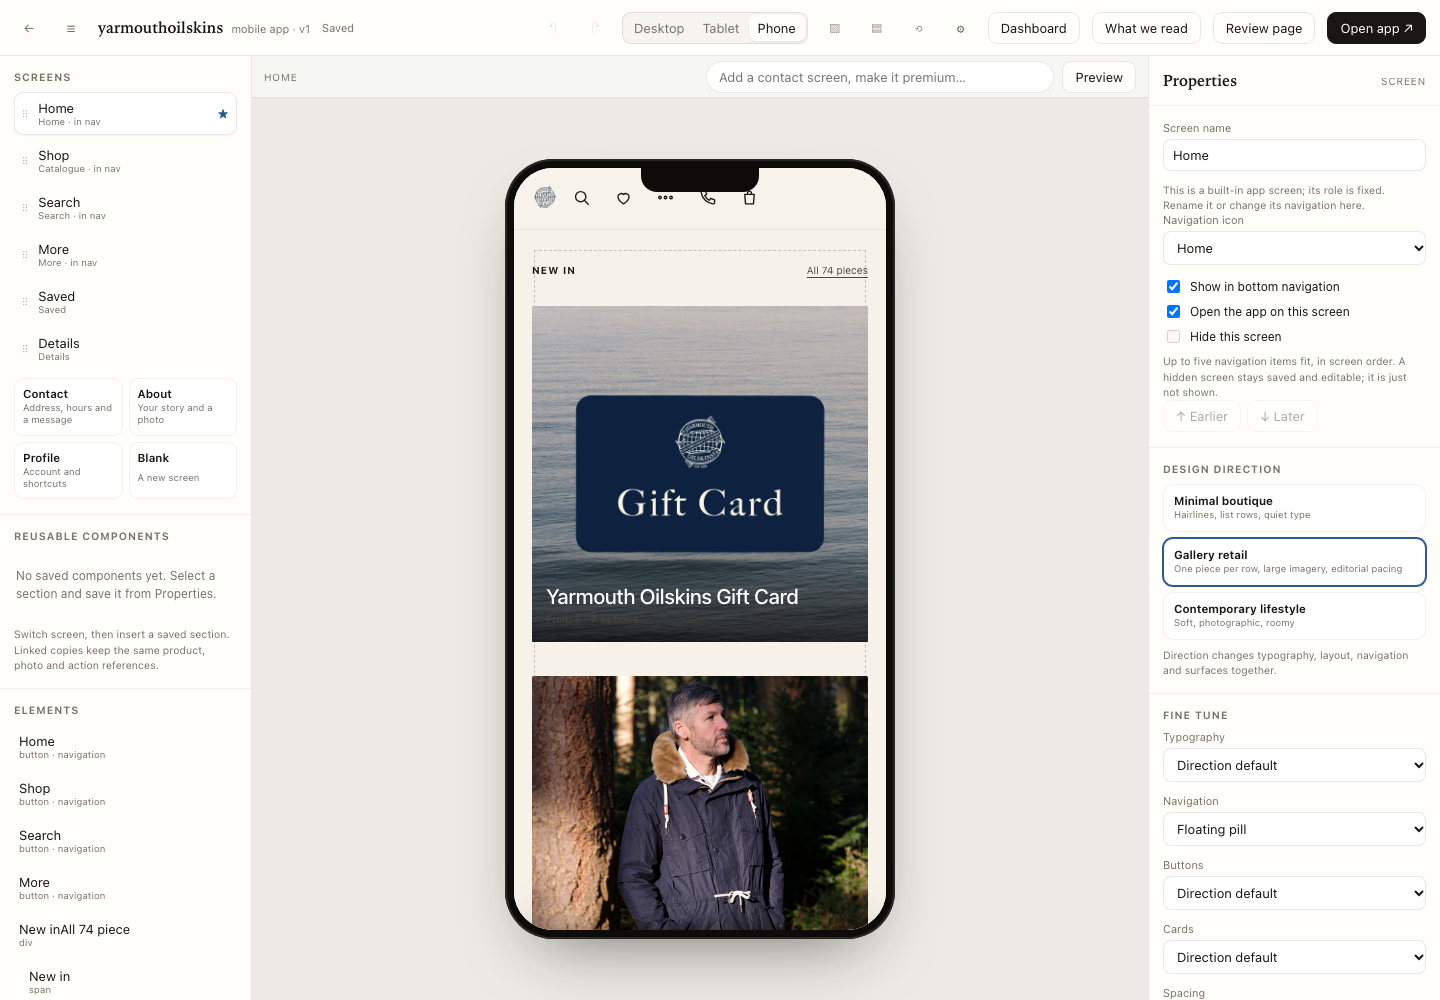 yarmouthoilskins mobile app · v1 Saved
Desktop Tablet Phone
Dashboard What we read Review page Open app ↗
SCREENS
Home
Home · in nav
Shop
Catalogue · in nav
Search
Search · in nav
More
More · in nav
Saved
Saved
Details
Details
Contact
Address, hours and
a message
About
Your story and a
photo
Profile
Account and
shortcuts
Blank
A new screen
REUSABLE COMPONENTS
No saved components yet. Select a
section and save it from Properties.
Switch screen, then insert a saved section.
Linked copies keep the same product,
photo and action references.
ELEMENTS
Home
button · navigation
Shop
button · navigation
Search
button · navigation
More
button · navigation
New inAll 74 piece
div
New in
span
HOME
Add a contact screen, make it premium...
Preview
NEW IN
All 74 pieces
YARMOUTH
OILSKINS
Gift Card
Yarmouth Oilskins Gift Card
options
Properties SCREEN
Screen name
Home
This is a built-in app screen; its role is fixed.
Rename it or change its navigation here.
Navigation icon
Home
Show in bottom navigation
Open the app on this screen
Hide this screen
Up to five navigation items fit, in screen order. A
hidden screen stays saved and editable; it is just
not shown.
↑ Earlier ↓ Later
DESIGN DIRECTION
Minimal boutique
Hairlines, list rows, quiet type
Gallery retail
One piece per row, large imagery, editorial pacing
Contemporary lifestyle
Soft, photographic, roomy
Direction changes typography, layout, navigation
and surfaces together.
FINE TUNE
Typography
Direction default
Navigation
Floating pill
Buttons
Direction default
Cards
Direction default
Spacing